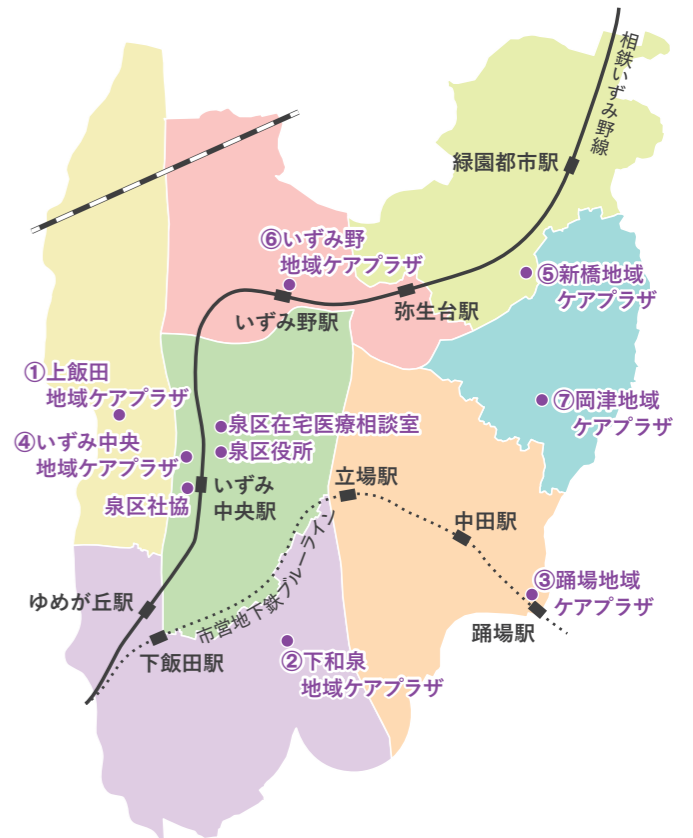 相鉄いずみ野線
緑園都市駅
⑥いずみ野
地域ケアプラザ
⑤新橋地域
ケアプラザ
いずみ野駅
弥生台駅
①上飯田
地域ケアプラザ
⑦岡津地域
ケアプラザ
泉区在宅医療相談室
④いずみ中央
地域ケアプラザ
泉区役所
立場駅
泉区社協
いずみ
中央駅
中田駅
市営地下鉄ブルーライン
③踊場地域
ケアプラザ
ゆめが丘駅
踊場駅
下飯田駅
②下和泉
地域ケアプラザ